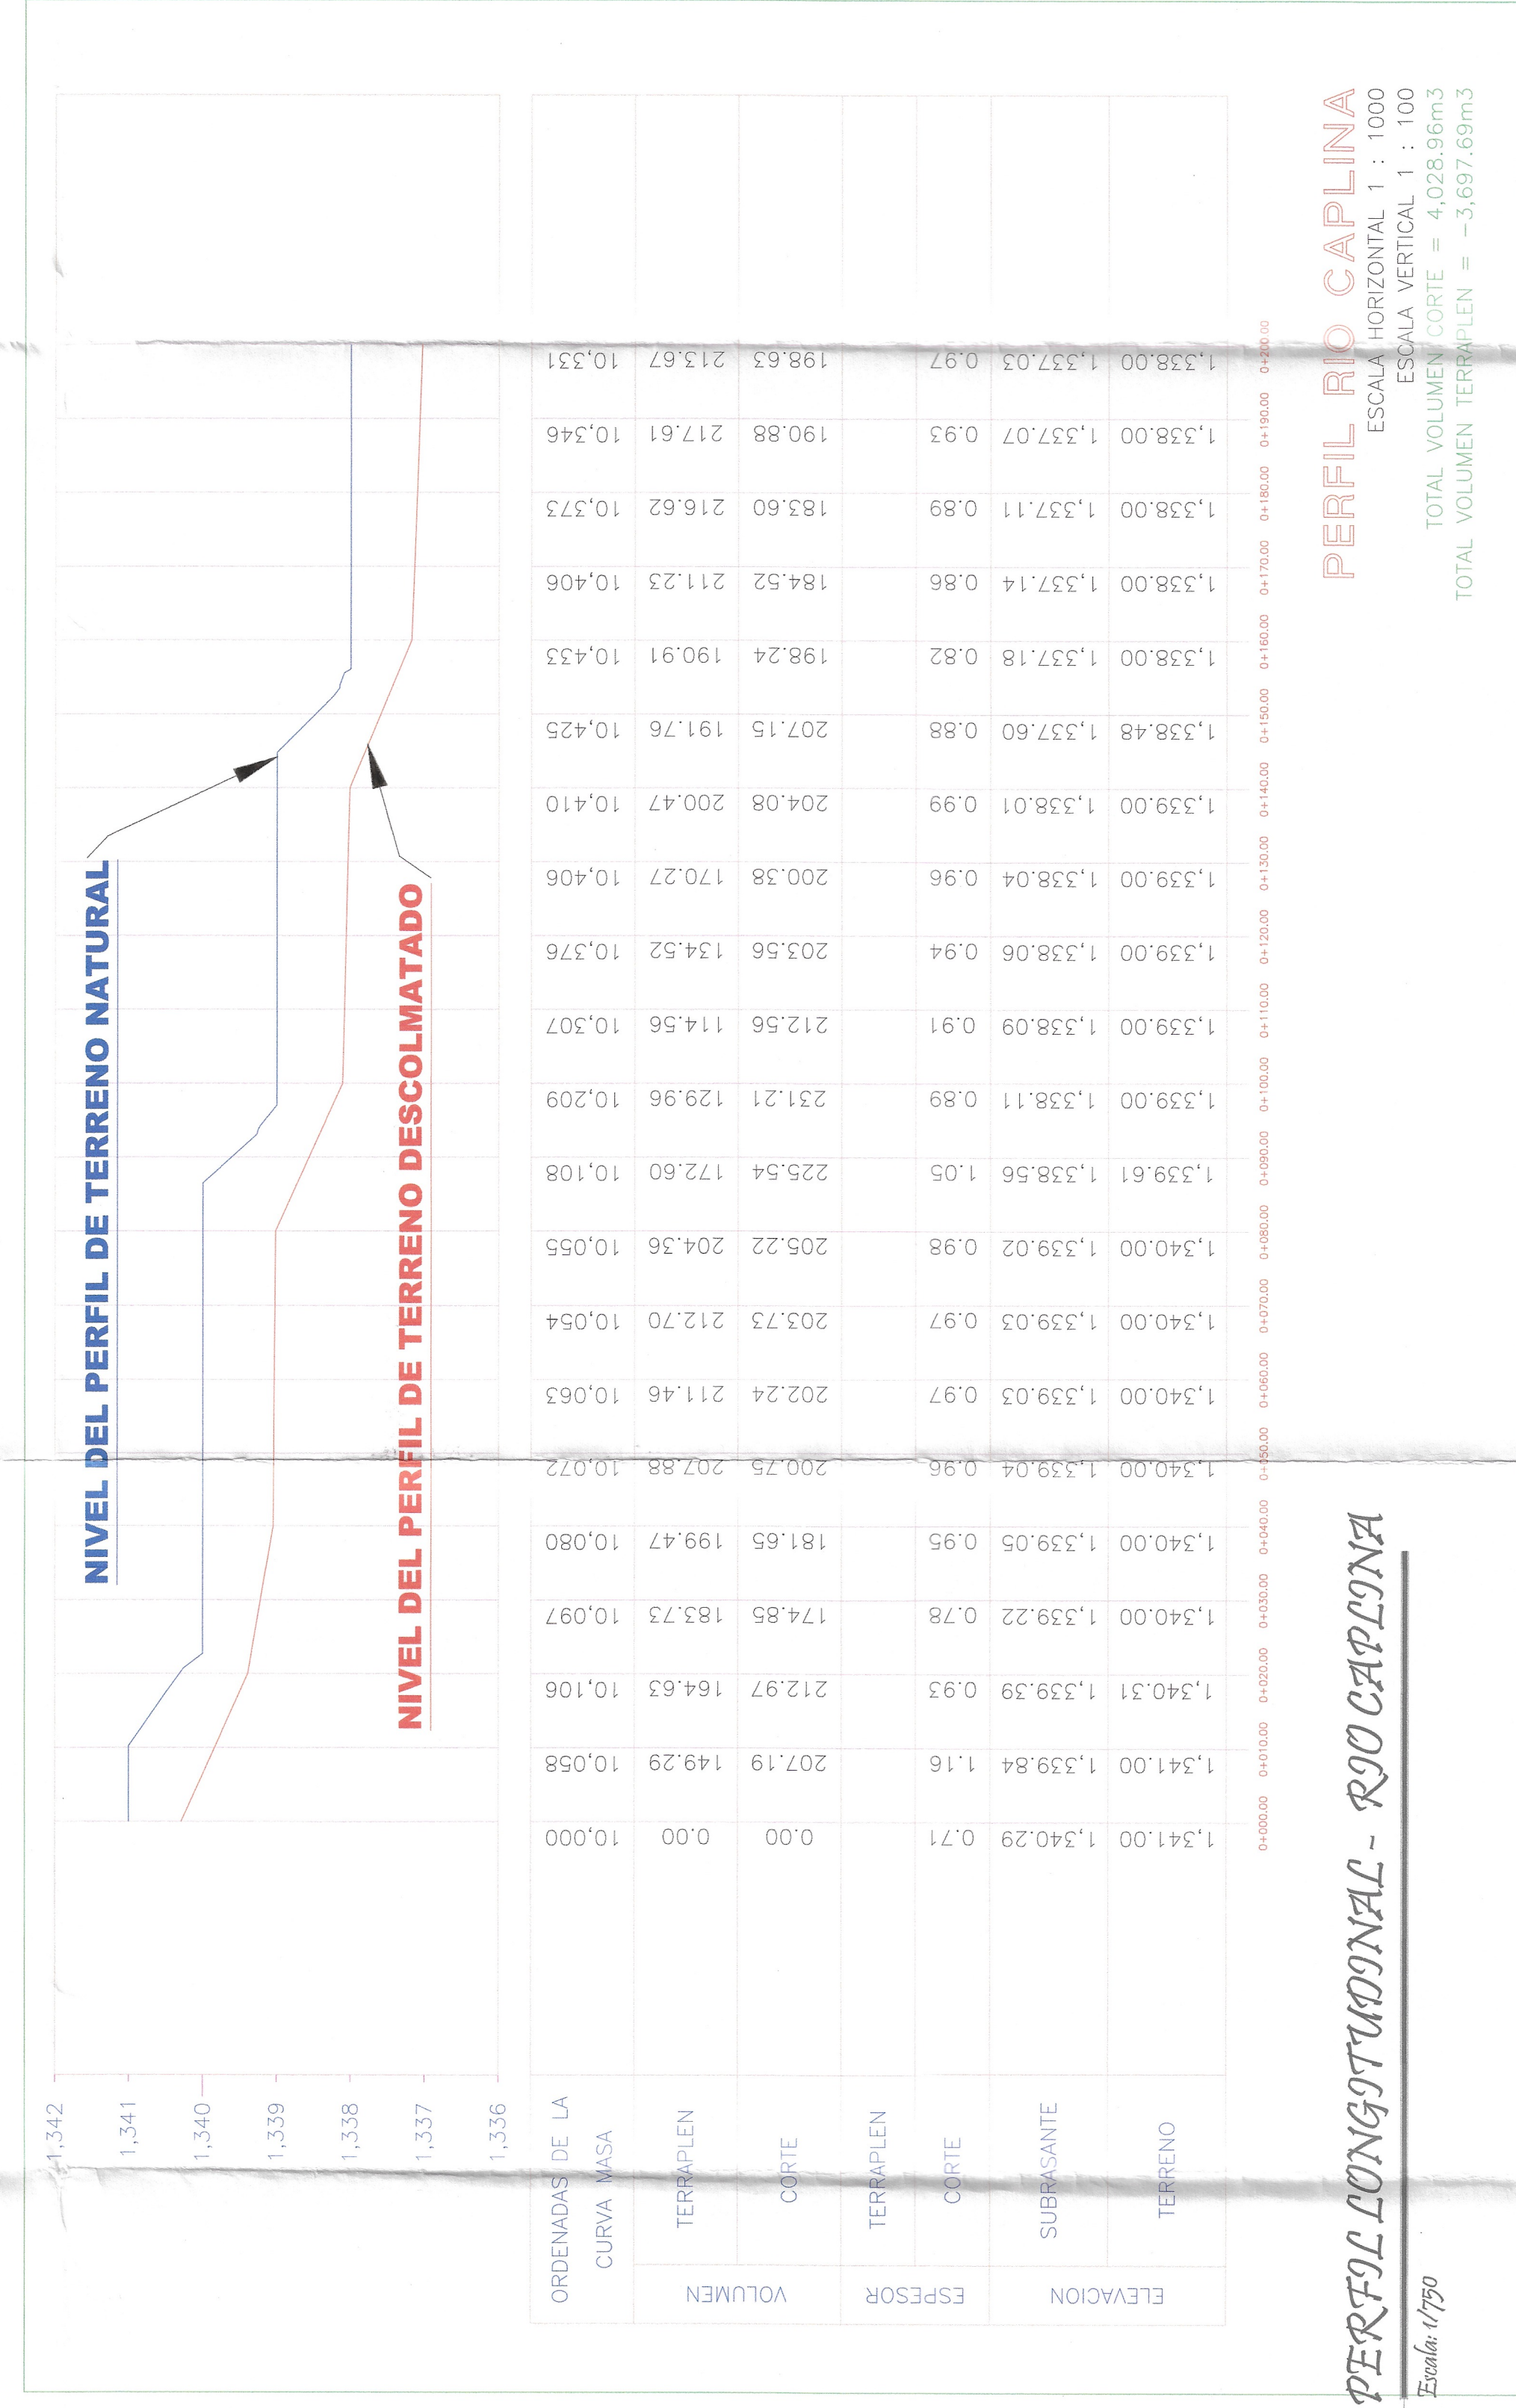 1,342
1,341
1,340
1,339
1,338
1,337
1,336
NIVEL DEL PERFIL DE TERRENO NATURAL
NIVEL DEL PERFIL DE TERRENO DESCOLMATADO
ORDENADAS DE LA
CURVA MASA
10,000 10,058 10,106 10,097 10,080 10,072 10,063 10,054 10,055 10,108 10,209 10,307 10,376 10,406 10,410 10,425 10,433 10,406 10,373 10,346 10,331
VOLUMEN
TERRAPLEN 0.00 149.29 164.63 183.73 199.47 207.88 211.46 212.70 204.36 172.60 129.96 114.56 134.52 170.27 200.47 191.76 190.91 211.23 216.62 217.61 213.67
CORTE 0.00 207.19 212.97 174.85 181.65 200.75 202.24 203.73 205.22 225.54 231.21 212.56 203.56 200.38 204.08 207.15 198.24 184.52 183.60 190.88 198.63
ESPESOR
TERRAPLEN
CORTE 0.71 1.16 0.93 0.78 0.95 0.96 0.97 0.97 0.98 1.05 0.89 0.91 0.94 0.96 0.99 0.88 0.82 0.86 0.89 0.93 0.97
ELEVACION
SUBRASANTE 1,340.29 1,339.84 1,339.39 1,339.22 1,339.05 1,339.04 1,339.03 1,339.03 1,339.02 1,338.56 1,338.11 1,338.09 1,338.06 1,338.04 1,338.01 1,337.60 1,337.18 1,337.14 1,337.11 1,337.07 1,337.03
TERRENO 1,341.00 1,341.00 1,340.31 1,340.00 1,340.00 1,340.00 1,340.00 1,340.00 1,340.00 1,339.61 1,339.00 1,339.00 1,339.00 1,339.00 1,339.00 1,338.48 1,338.00 1,338.00 1,338.00 1,338.00 1,338.00
0+000.00 0+010.00 0+020.00 0+030.00 0+040.00 0+050.00 0+060.00 0+070.00 0+080.00 0+090.00 0+100.00 0+110.00 0+120.00 0+130.00 0+140.00 0+150.00 0+160.00 0+170.00 0+180.00 0+190.00 0+200.00
PERFIL RIO CAPLINA
ESCALA HORIZONTAL 1 : 1000
ESCALA VERTICAL 1 : 100
TOTAL VOLUMEN CORTE = 4,028.96m3
TOTAL VOLUMEN TERRAPLEN = -3,697.69m3
PERFIL LONGITUDINAL - RIO CAPLINA
Escala: 1/750